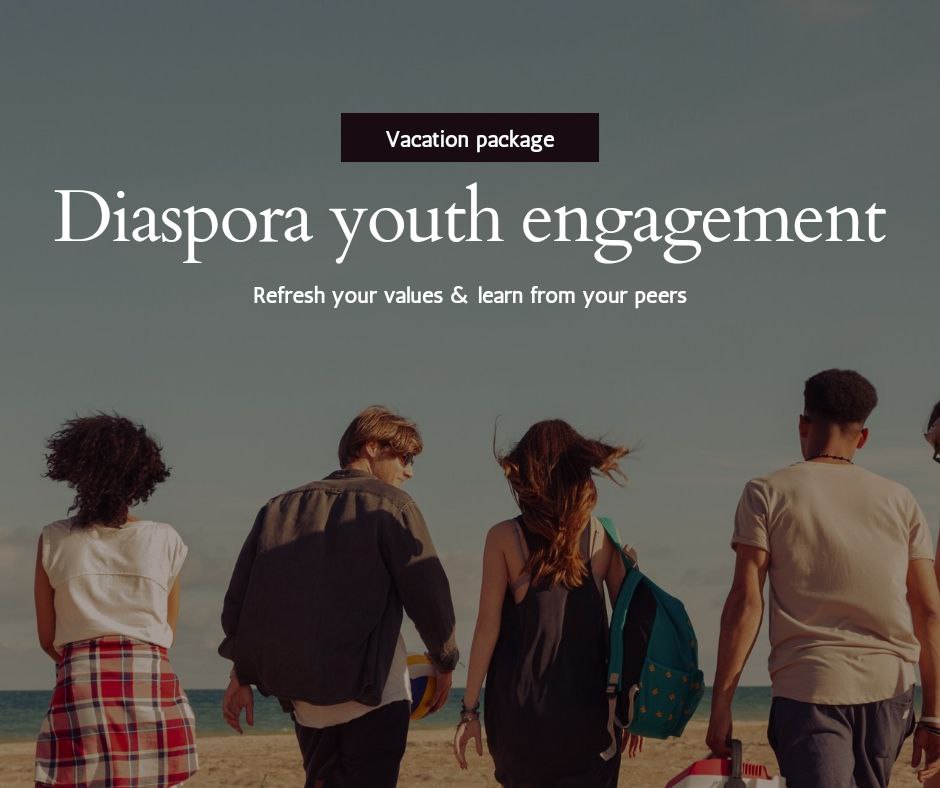 Vacation package
Diaspora youth engagement
Refresh your values & learn from your peers